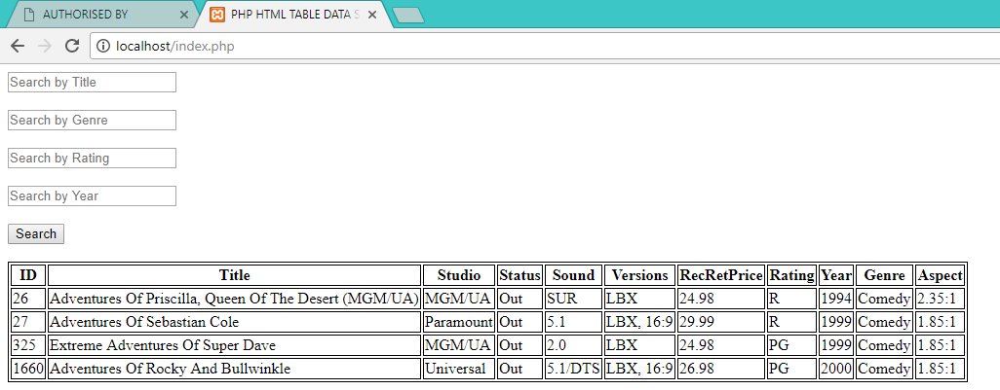 AUTHORISED BY
PHP HTML TABLE DATA S
localhost/index.php
Search by Title
Search by Genre
Search by Rating
Search by Year
Search
ID Title Studio Status Sound Versions RecRetPrice Rating Year Genre Aspect
26 Adventures Of Priscilla, Queen Of The Desert (MGM/UA) MGM/UA Out SUR LBX 24.98 R 1994 Comedy 2.35:1
27 Adventures Of Sebastian Cole Paramount Out 5.1 LBX, 16:9 29.99 R 1999 Comedy 1.85:1
325 Extreme Adventures Of Super Dave MGM/UA Out 2.0 LBX 24.98 PG 1999 Comedy 1.85:1
1660 Adventures Of Rocky And Bullwinkle Universal Out 5.1/DTS LBX, 16:9 26.98 PG 2000 Comedy 1.85:1